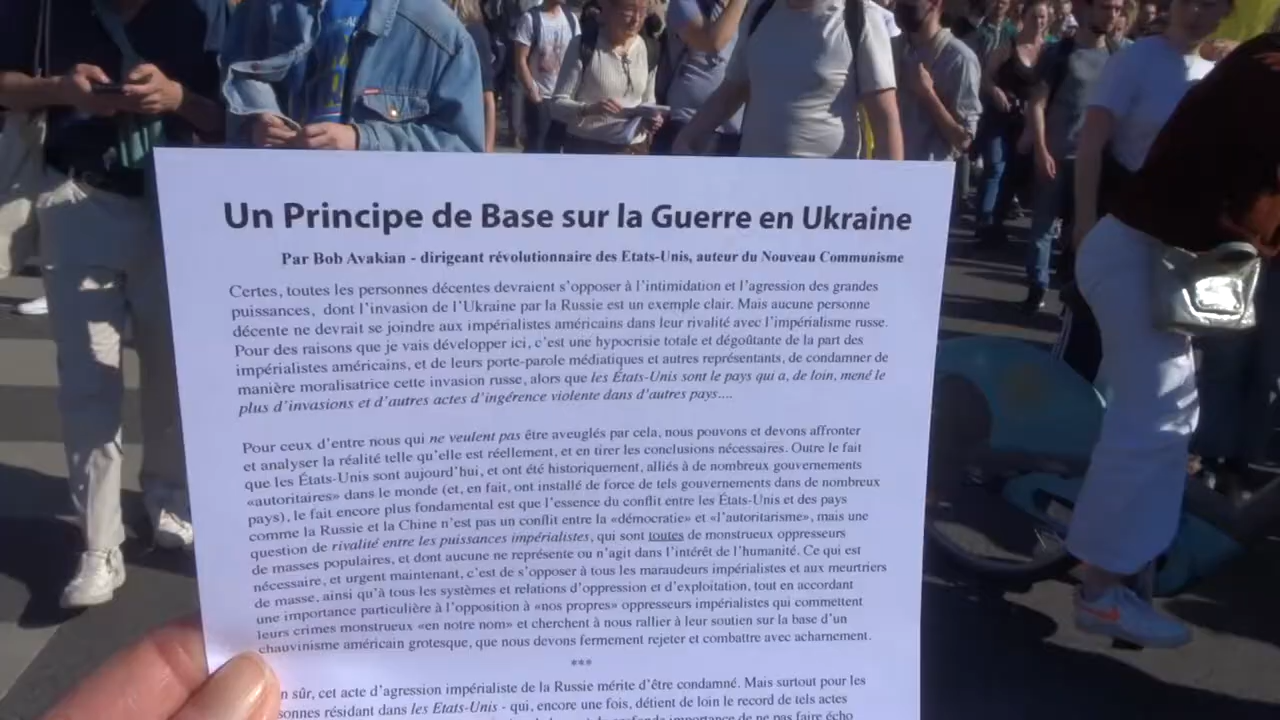 Un Principe de Base sur la Guerre en Ukraine
Par Bob Avakian - dirigeant révolutionnaire des Etats-Unis, auteur du Nouveau Communisme
Certes, toutes les personnes décentes devraient s'opposer à l'intimidation et l'agression des grandes
puissances, dont l'invasion de l'Ukraine par la Russie est un exemple clair. Mais aucune personne
décente ne devrait se joindre aux impérialistes américains dans leur rivalité avec l'impérialisme russe.
Pour des raisons que je vais développer ici, c'est une hypocrisie totale et dégoûtante de la part des
impérialistes américains, et de leurs porte-parole médiatiques et autres représentants, de condamner de
manière moralisatrice cette invasion russe, alors que les États-Unis sont le pays qui a, de loin, mené le
plus d'invasions et d'autres actes d'ingérence violente dans d'autres pays....
Pour ceux d'entre nous qui ne veulent pas être aveuglés par cela, nous pouvons et devons affronter
et analyser la réalité telle qu'elle est réellement, et en tirer les conclusions nécessaires. Outre le fait
que les États-Unis sont aujourd'hui, et ont été historiquement, alliés à de nombreux gouvernements
«autoritaires» dans le monde (et, en fait, ont installé de force de tels gouvernements dans de nombreux
pays), le fait encore plus fondamental est que l'essence du conflit entre les États-Unis et des pays
comme la Russie et la Chine n'est pas un conflit entre la «démocratie» et «l'autoritarisme», mais une
question de rivalité entre les puissances impérialistes, qui sont toutes de monstrueux oppresseurs
de masses populaires, et dont aucune ne représente ou n'agit dans l'intérêt de l'humanité. Ce qui est
nécessaire, et urgent maintenant, c'est de s'opposer à tous les maraudeurs impérialistes et aux meurtriers
de masse, ainsi qu'à tous les systèmes et relations d'oppression et d'exploitation, tout en accordant
une importance particulière à l'opposition à «nos propres» oppresseurs impérialistes qui commettent
leurs crimes monstrueux «en notre nom» et cherchent à nous rallier à leur soutien sur la base d'un
chauvinisme américain grotesque, que nous devons fermement rejeter et combattre avec acharnement.
***
n sûr, cet acte d'agression impérialiste de la Russie mérite d'être condamné. Mais surtout pour les
sonnes résidant dans les Etats-Unis - qui, encore une fois, détient de loin le record de tels actes
importance de ne pas faire écho